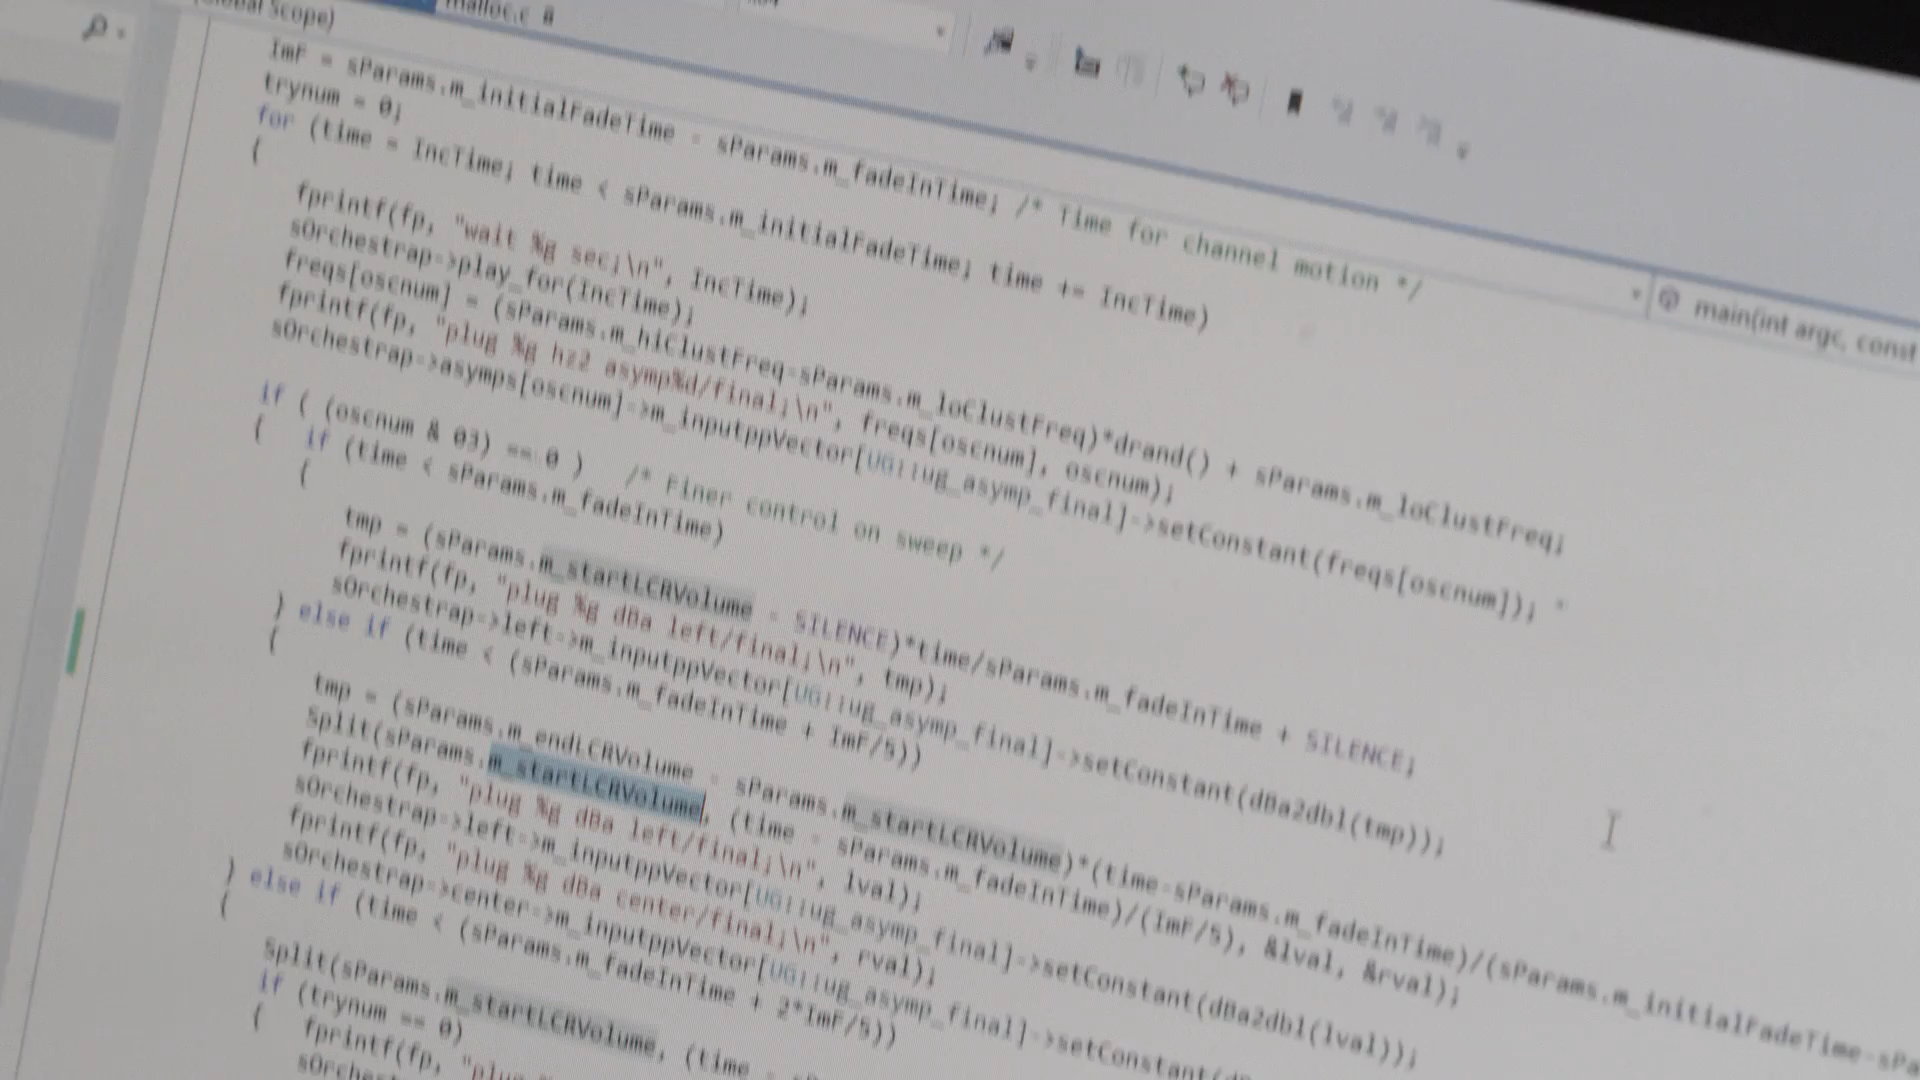 (Global Scope)
malloc.c
main(int argc, const
ImF = sParams.m_initialFadeTime - sParams.m_fadeInTime; /* Time for channel motion */
trynum = 0;
for (time = IncTime; time < sParams.m_initialFadeTime; time += IncTime)
{
fprintf(fp, "wait %g sec;\n", IncTime);
sOrchestrap->play_for(IncTime);
freqs[oscnum] = (sParams.m_hiClustFreq-sParams.m_loClustFreq)*drand() + sParams.m_loClustFreq;
fprintf(fp, "plug %g hz2 asymp%d/final;\n", freqs[oscnum], oscnum);
sOrchestrap->asymps[oscnum]->m_inputppVector[UG::ug_asymp_final]->setConstant(freqs[oscnum]);
if ( (oscnum & 03) == 0 ) /* Finer control on sweep */
{ if (time < sParams.m_fadeInTime)
{
tmp = (sParams.m_startLCRVolume - SILENCE)*time/sParams.m_fadeInTime + SILENCE;
fprintf(fp, "plug %g dBa left/final;\n", tmp);
sOrchestrap->left->m_inputppVector[UG::ug_asymp_final]->setConstant(dBa2dbl(tmp));
} else if (time < (sParams.m_fadeInTime + ImF/5))
{
tmp = (sParams.m_endLCRVolume - sParams.m_startLCRVolume)*(time-sParams.m_fadeInTime)/(sParams.m_initialFadeTime-sPa
Split(sParams.m_startLCRVolume, (time - sParams.m_fadeInTime)/(ImF/5), &lval, &rval);
fprintf(fp, "plug %g dBa left/final;\n", lval);
sOrchestrap->left->m_inputppVector[UG::ug_asymp_final]->setConstant(dBa2dbl(lval));
fprintf(fp, "plug %g dBa center/final;\n", rval);
sOrchestrap->center->m_inputppVector[UG::ug_asymp_final]->setConstant(
} else if (time < (sParams.m_fadeInTime + 2*ImF/5))
{
Split(sParams.m_startLCRVolume, (time -
if (trynum == 0)
{
fprintf(fp, "plug
sOrchest